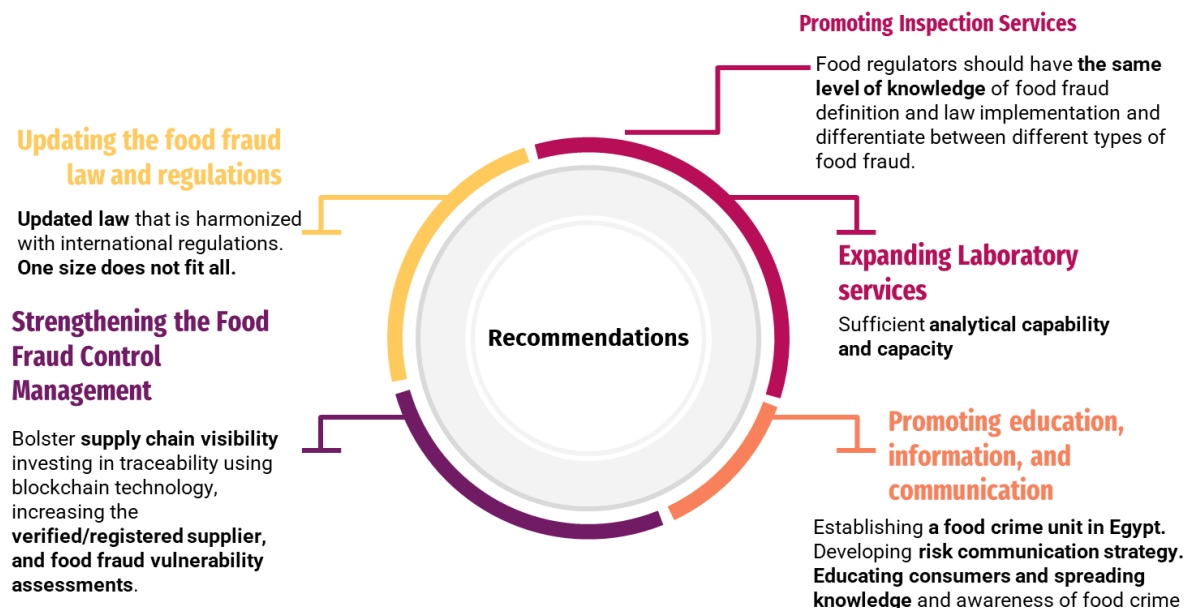 Promoting Inspection Services
Food regulators should have the same
level of knowledge of food fraud
definition and law implementation and
differentiate between different types of
food fraud.
Updating the food fraud
law and regulations
Updated law that is harmonized
with international regulations.
One size does not fit all.
Expanding Laboratory
services
Sufficient analytical capability
and capacity
Recommendations
Strengthening the Food
Fraud Control
Management
Bolster supply chain visibility
investing in traceability using
blockchain technology,
increasing the
verified/registered supplier,
and food fraud vulnerability
assessments.
Promoting education,
information, and
communication
Establishing a food crime unit in Egypt.
Developing risk communication strategy.
Educating consumers and spreading
knowledge and awareness of food crime